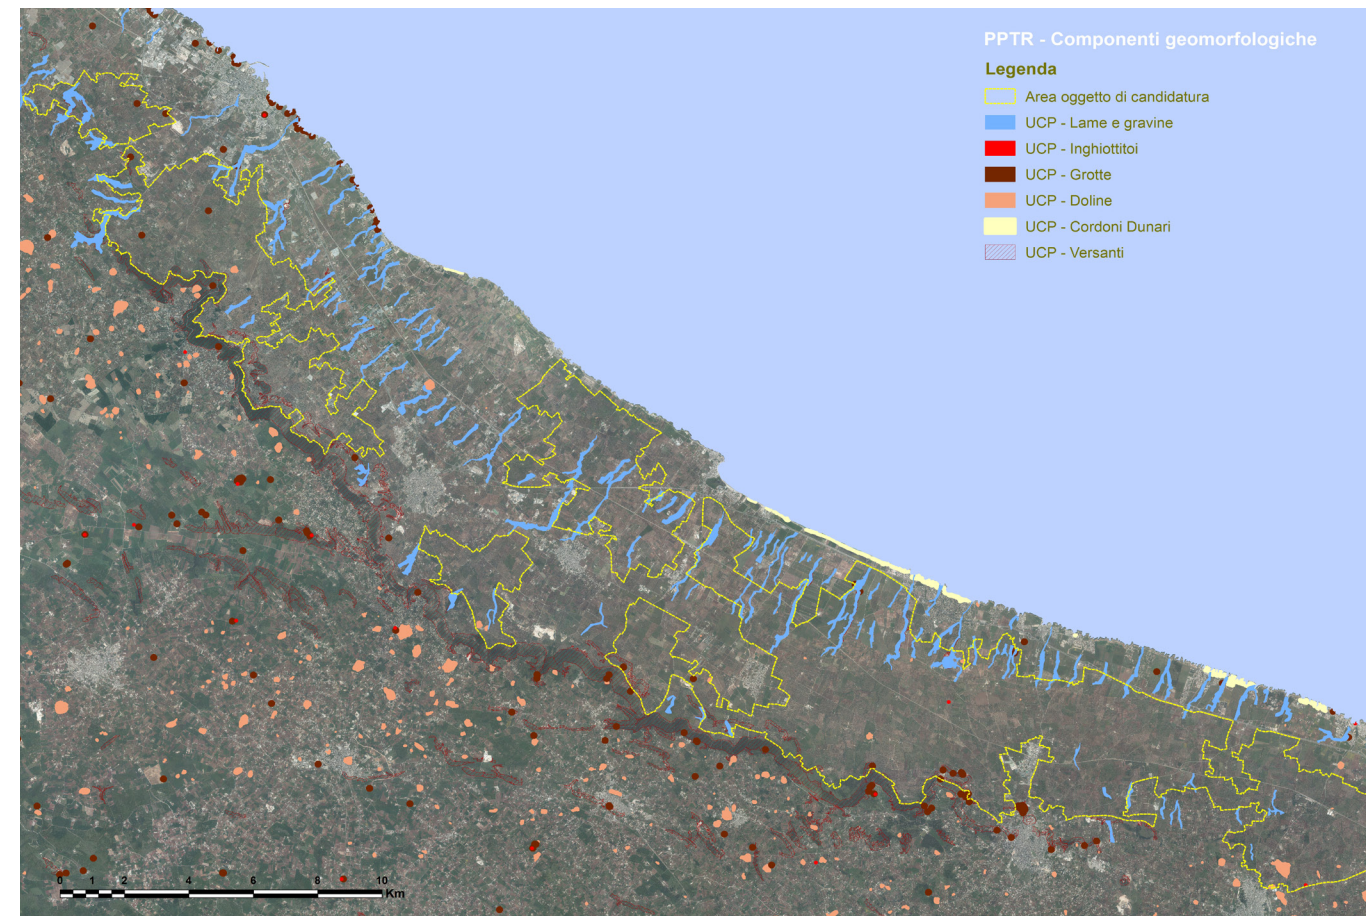 PPTR - Componenti geomorfologiche
Legenda
Area oggetto di candidatura
UCP - Lame e gravine
UCP - Inghiottitoi
UCP - Grotte
UCP - Doline
UCP - Cordoni Dunari
UCP - Versanti
0 1 2 4 6 8 10
Km